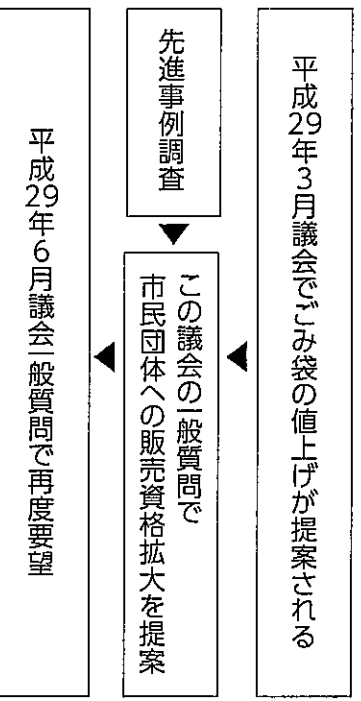 平成29年3月議会でごみ袋の値上げが提案される
先進事例調査
この議会の一般質問で
市民団体への販売資格拡大を提案
平成29年6月議会一般質問で再度要望